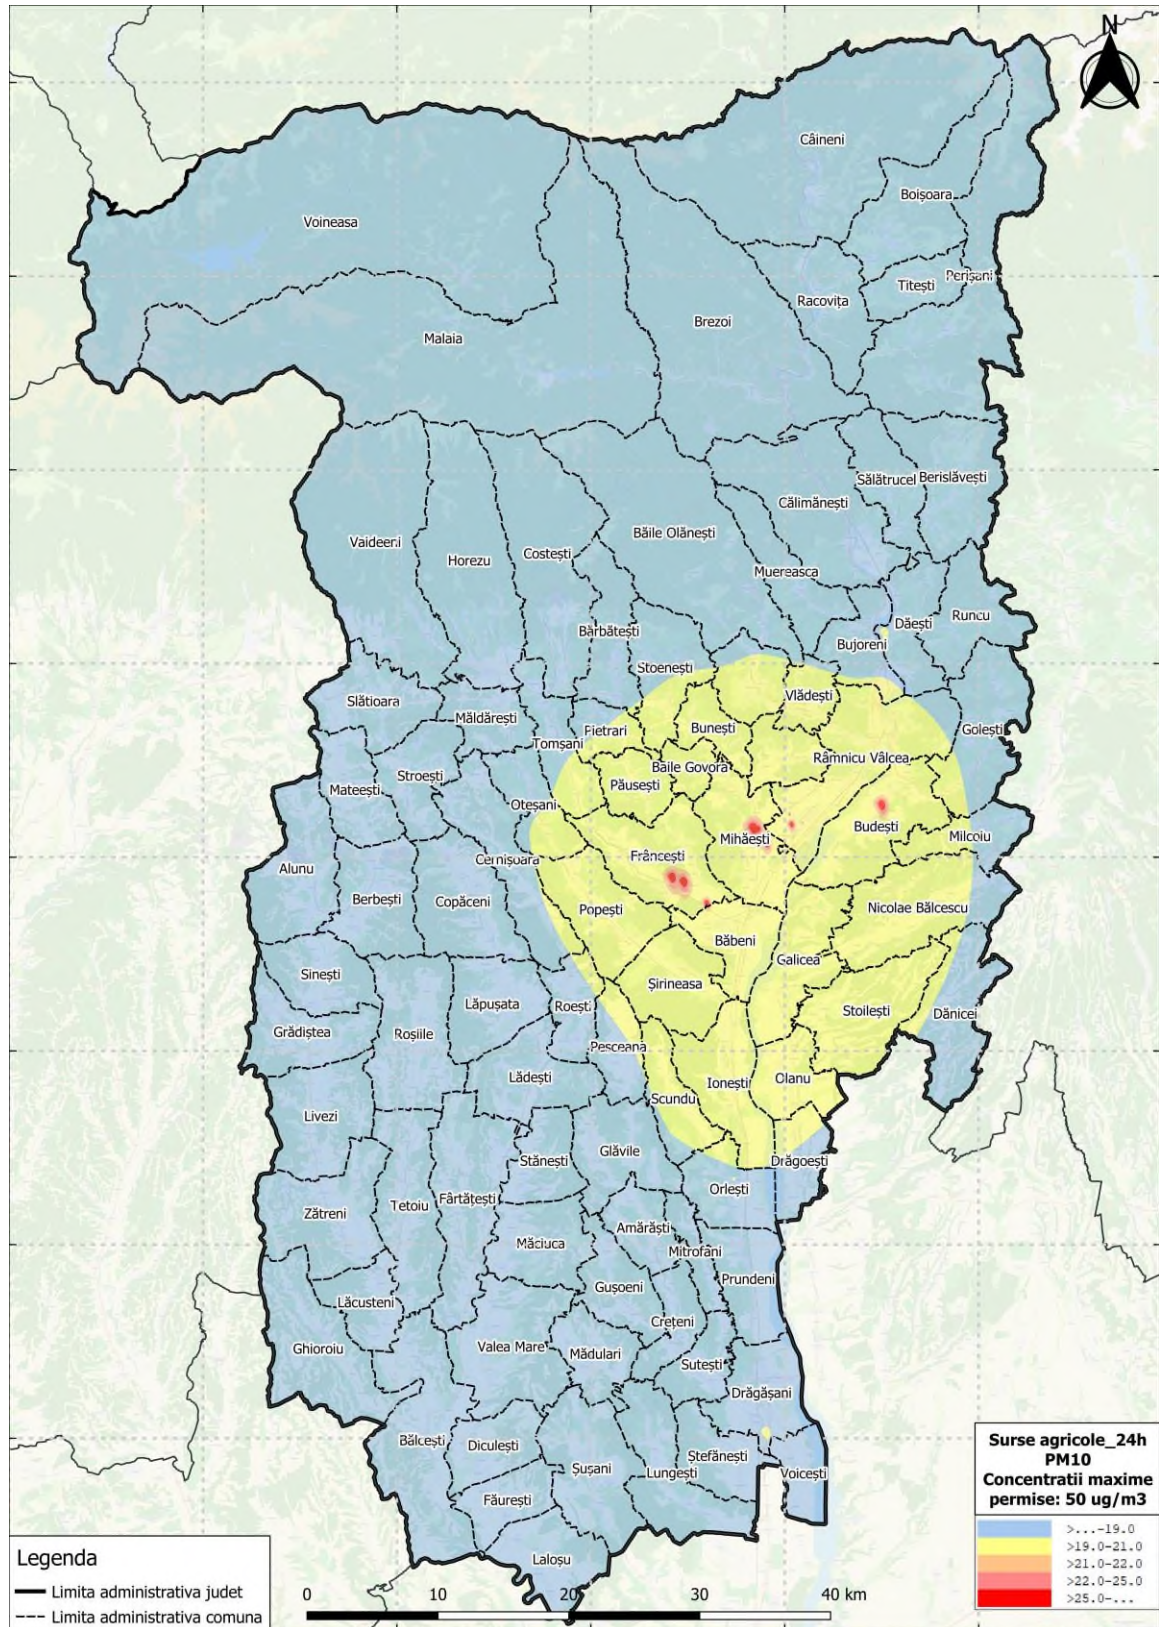 N
Câineni
Boișoara
Voineasa
Perișani
Titești
Racovița
Brezoi
Malaia
Sălătrucel
Berislăvești
Călimănești
Băile Olănești
Vaideeni
Costești
Horezu
Muereasca
Runcu
Dăești
Bărbătești
Bujoreni
Stoenești
Vlădești
Slătioara
Măldărești
Bunești
Pietrari
Golești
Tomșani
Râmnicu Vâlcea
Baile Govora
Stroești
Păusești
Mateești
Oteșani
Budești
Milcoiu
Mihăești
Frâncești
Cernișoara
Alunu
Berbești
Copăceni
Popești
Nicolae Bălcescu
Băbeni
Galicea
Sinești
Șirineasa
Lăpușata
Roești
Stoilești
Dănicei
Grădiștea
Roșiile
Pesceana
Lădești
Ionești
Olanu
Scundu
Livezi
Glăvile
Stănești
Drăgoești
Orlești
Fârtățești
Tetoiu
Zătreni
Amărăști
Măciuca
Mitrofani
Prundeni
Gușoeni
Lăcusteni
Crețeni
Ghioroiu
Valea Mare
Mădulari
Sutești
Drăgășani
Bălcești
Diculești
Ștefănești
Șușani
Lungești
Voicești
Făurești
Lalosu
Surse agricole_24h
PM10
Concentratii maxime
permise: 50 ug/m3
>...-19.0
>19.0-21.0
>21.0-22.0
>22.0-25.0
>25.0-...
Legenda
Limita administrativa judet
Limita administrativa comuna
0 10 20 30 40 km